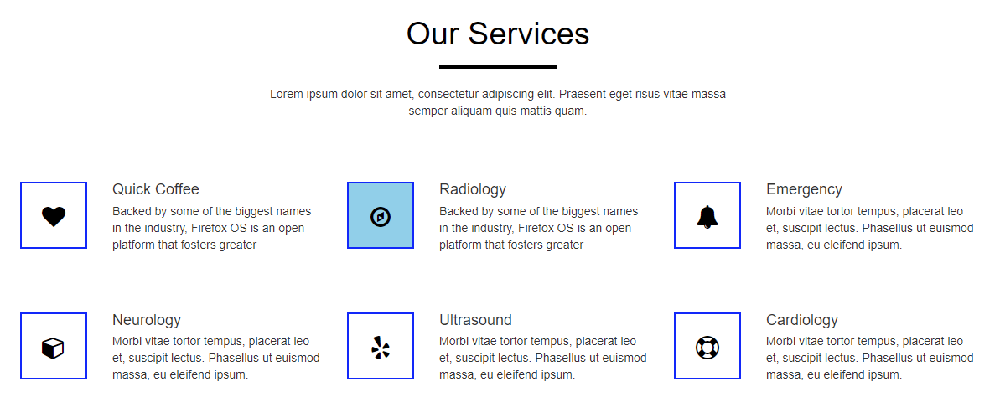 Our Services
Lorem ipsum dolor sit amet, consectetur adipiscing elit. Praesent eget risus vitae massa
semper aliquam quis mattis quam.
Quick Coffee
Backed by some of the biggest names
in the industry, Firefox OS is an open
platform that fosters greater
Radiology
Backed by some of the biggest names
in the industry, Firefox OS is an open
platform that fosters greater
Emergency
Morbi vitae tortor tempus, placerat leo
et, suscipit lectus. Phasellus ut euismod
massa, eu eleifend ipsum.
Neurology
Morbi vitae tortor tempus, placerat leo
et, suscipit lectus. Phasellus ut euismod
massa, eu eleifend ipsum.
Ultrasound
Morbi vitae tortor tempus, placerat leo
et, suscipit lectus. Phasellus ut euismod
massa, eu eleifend ipsum.
Cardiology
Morbi vitae tortor tempus, placerat leo
et, suscipit lectus. Phasellus ut euismod
massa, eu eleifend ipsum.